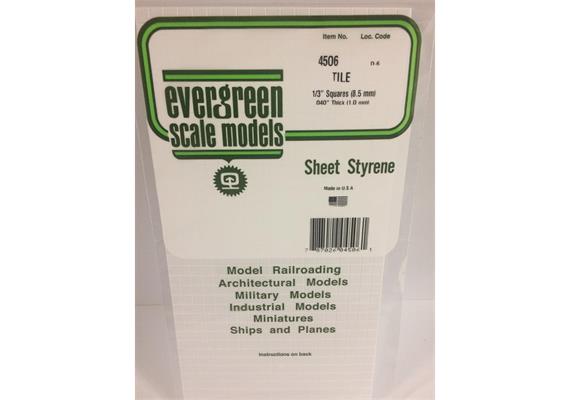 Item No. Loc. Code
4506 D-6
TILE
1/3" Squares (8.5 mm)
.040" Thick (1.0 mm)
evergreen
scale models
Sheet Styrene
Made in U.S.A
Model Railroading
Architectural Models
Military Models
Industrial Models
Miniatures
Ships and Planes
Instructions on back